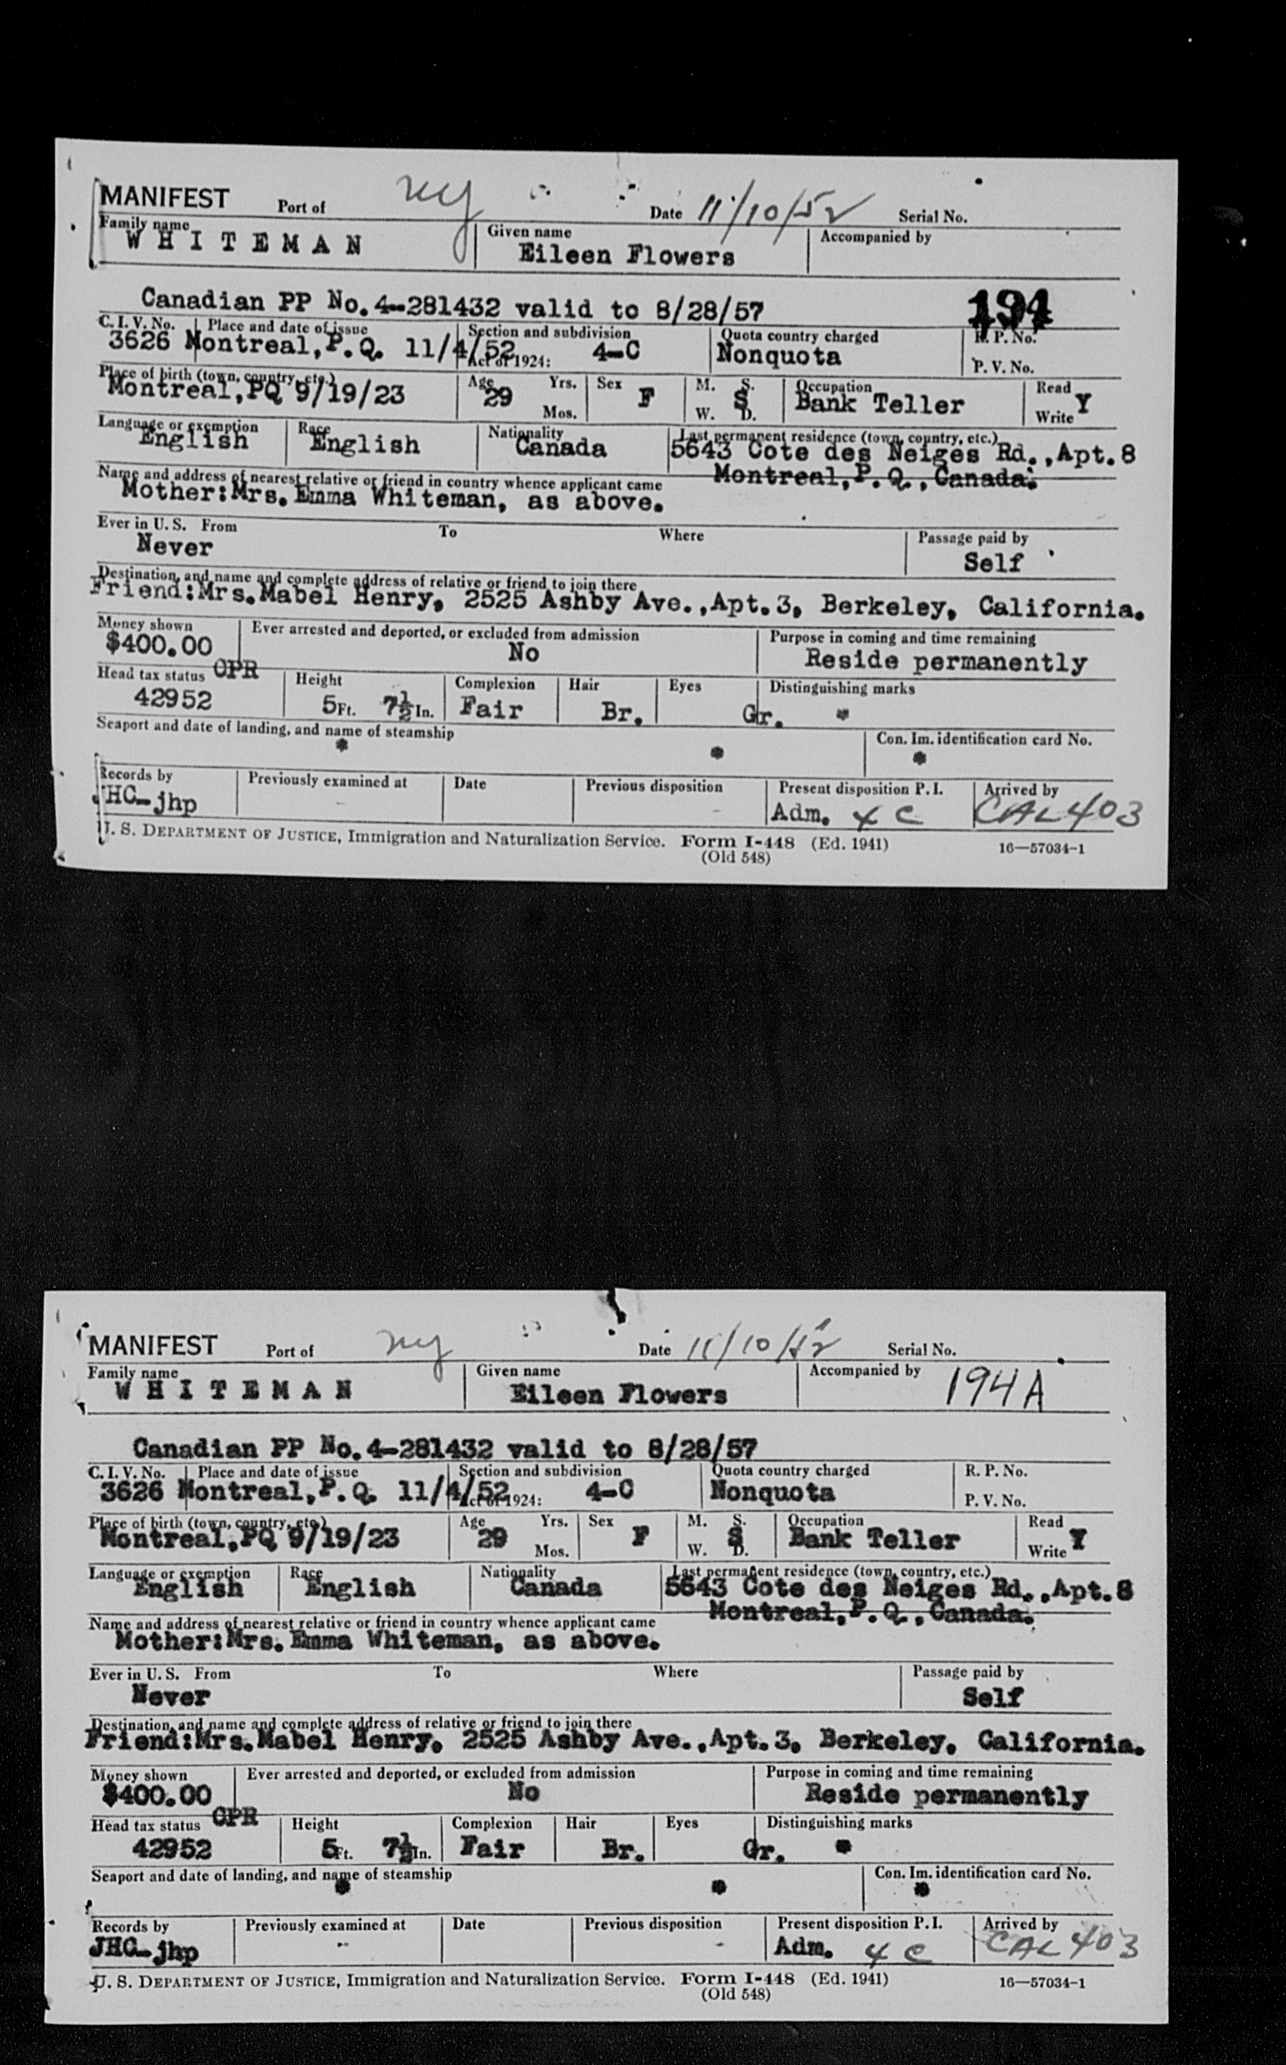 MANIFEST Port of ny Date 11/10/52 Serial No.
Family name WHITEMAN Given name Eileen Flowers Accompanied by
Canadian PP No. 4-281432 valid to 8/28/57 194
C. I. V. No. Place and date of issue Section and subdivision Quota country charged R. P. No.
3626 Montreal, P. Q. 11/4/52 Act of 1924: 4-C Nonquota P. V. No.
Place of birth (town, country, etc.) Age Yrs. Sex M. S. Occupation Read
Montreal, PQ 9/19/23 29 Mos. F W. S D. Bank Teller Write Y
Language or exemption Race Nationality Last permanent residence (town, country, etc.)
English English Canada 5643 Cote des Neiges Rd., Apt. 8
Montreal, P. Q., Canada.
Name and address of nearest relative or friend in country whence applicant came
Mother: Mrs. Emma Whiteman, as above.
Ever in U. S. From To Where Passage paid by
Never Self
Destination, and name and complete address of relative or friend to join there
Friend: Mrs. Mabel Henry, 2525 Ashby Ave., Apt. 3, Berkeley, California.
Money shown Ever arrested and deported, or excluded from admission Purpose in coming and time remaining
$400.00 No Reside permanently
Head tax status OPR Height Complexion Hair Eyes Distinguishing marks
42952 5 Ft. 7½ In. Fair Br. Gr. *
Seaport and date of landing, and name of steamship Con. Im. identification card No.
* * *
Records by Previously examined at Date Previous disposition Present disposition P. I. Arrived by
JHC-jhp - - Adm. 4 C CAL 403
U. S. DEPARTMENT OF JUSTICE, Immigration and Naturalization Service. Form I-448 (Ed. 1941) 16—57034-1
(Old 548)
MANIFEST Port of ny Date 11/10/52 Serial No.
Family name WHITEMAN Given name Eileen Flowers Accompanied by 194A
Canadian PP No. 4-281432 valid to 8/28/57
C. I. V. No. Place and date of issue Section and subdivision Quota country charged R. P. No.
3626 Montreal, P. Q. 11/4/52 Act of 1924: 4-C Nonquota P. V. No.
Place of birth (town, country, etc.) Age Yrs. Sex M. S. Occupation Read
Montreal, PQ 9/19/23 29 Mos. F W. S D. Bank Teller Write Y
Language or exemption Race Nationality Last permanent residence (town, country, etc.)
English English Canada 5643 Cote des Neiges Rd., Apt. 8
Montreal, P. Q., Canada.
Name and address of nearest relative or friend in country whence applicant came
Mother: Mrs. Emma Whiteman, as above.
Ever in U. S. From To Where Passage paid by
Never Self
Destination, and name and complete address of relative or friend to join there
Friend: Mrs. Mabel Henry, 2525 Ashby Ave., Apt. 3, Berkeley, California.
Money shown Ever arrested and deported, or excluded from admission Purpose in coming and time remaining
$400.00 No Reside permanently
Head tax status OPR Height Complexion Hair Eyes Distinguishing marks
42952 5 Ft. 7½ In. Fair Br. Gr. *
Seaport and date of landing, and name of steamship Con. Im. identification card No.
* * *
Records by Previously examined at Date Previous disposition Present disposition P. I. Arrived by
JHC-jhp - - Adm. 4 C CAL 403
U. S. DEPARTMENT OF JUSTICE, Immigration and Naturalization Service. Form I-448 (Ed. 1941) 16—57034-1
(Old 548)